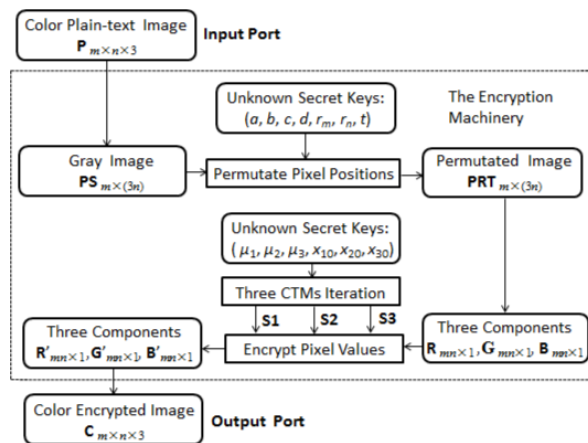 Color Plain-text Image
P m×n×3
Input Port
Unknown Secret Keys:
(a, b, c, d, rm, rn, t)
The Encryption
Machinery
Gray Image
PS m×(3n)
Permutate Pixel Positions
Permutated Image
PRT m×(3n)
Unknown Secret Keys:
(μ1, μ2, μ3, x10, x20, x30)
Three CTMs Iteration
S1 S2 S3
Three Components
R'mn×1, G'mn×1, B'mn×1
Encrypt Pixel Values
Three Components
R mn×1, G mn×1, B mn×1
Color Encrypted Image
C m×n×3
Output Port